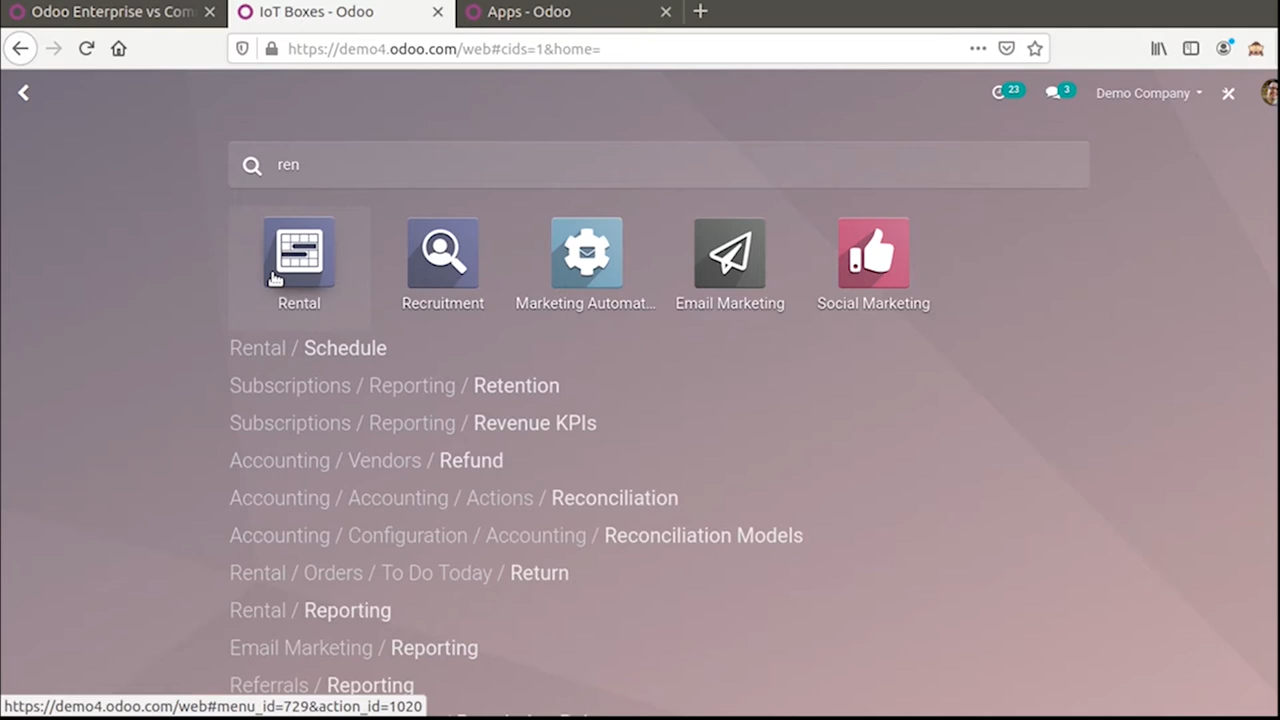 Odoo Enterprise vs Com
IoT Boxes - Odoo
Apps - Odoo
https://demo4.odoo.com/web#cids=1&home=
23
3
Demo Company
ren
Rental
Recruitment
Marketing Automat...
Email Marketing
Social Marketing
Rental / Schedule
Subscriptions / Reporting / Retention
Subscriptions / Reporting / Revenue KPIs
Accounting / Vendors / Refund
Accounting / Accounting / Actions / Reconciliation
Accounting / Configuration / Accounting / Reconciliation Models
Rental / Orders / To Do Today / Return
Rental / Reporting
Email Marketing / Reporting
Referrals / Reporting
https://demo4.odoo.com/web#menu_id=729&action_id=1020